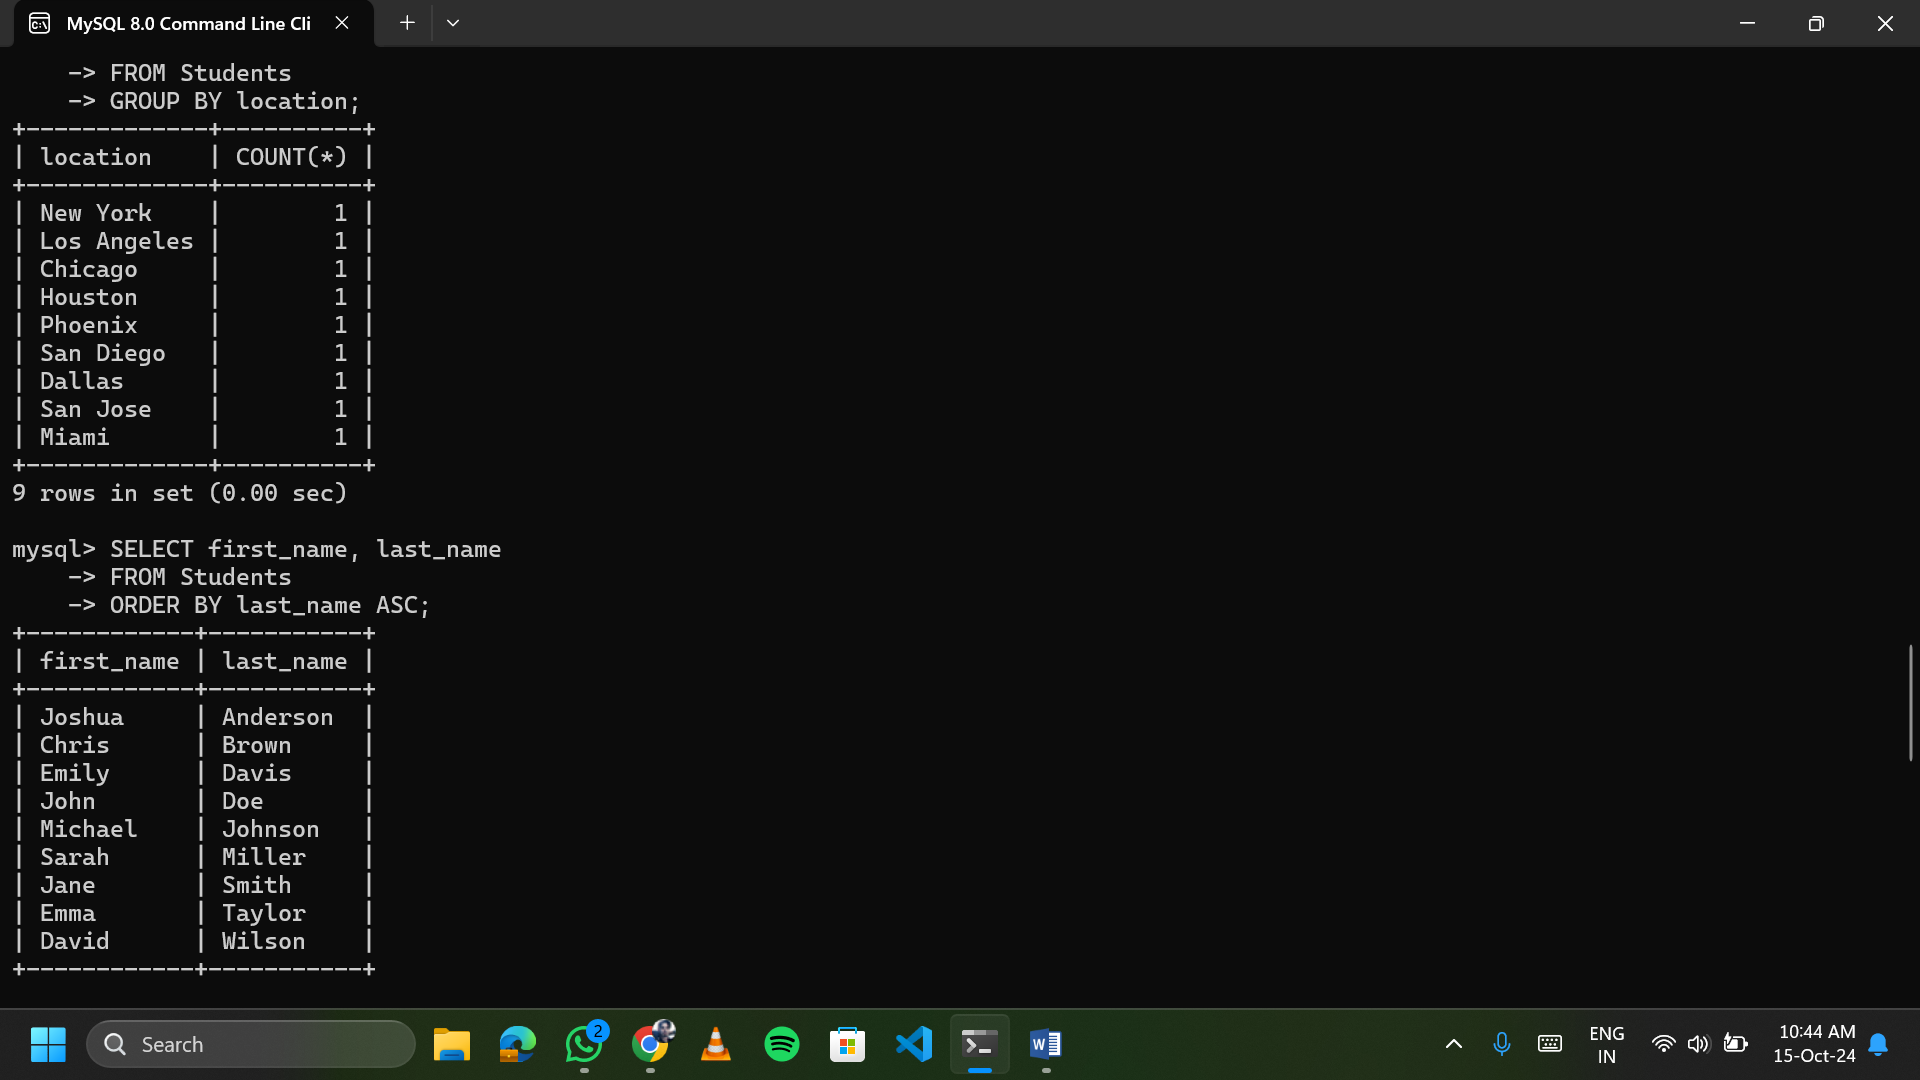 MySQL 8.0 Command Line Cli
    -> FROM Students
    -> GROUP BY location;
+-------------+----------+
| location    | COUNT(*) |
+-------------+----------+
| New York    |        1 |
| Los Angeles |        1 |
| Chicago     |        1 |
| Houston     |        1 |
| Phoenix     |        1 |
| San Diego   |        1 |
| Dallas      |        1 |
| San Jose    |        1 |
| Miami       |        1 |
+-------------+----------+
9 rows in set (0.00 sec)
mysql> SELECT first_name, last_name
    -> FROM Students
    -> ORDER BY last_name ASC;
+------------+-----------+
| first_name | last_name |
+------------+-----------+
| Joshua     | Anderson  |
| Chris      | Brown     |
| Emily      | Davis     |
| John       | Doe       |
| Michael    | Johnson   |
| Sarah      | Miller    |
| Jane       | Smith     |
| Emma       | Taylor    |
| David      | Wilson    |
+------------+-----------+
Search
2
W
ENG
IN
10:44 AM
15-Oct-24